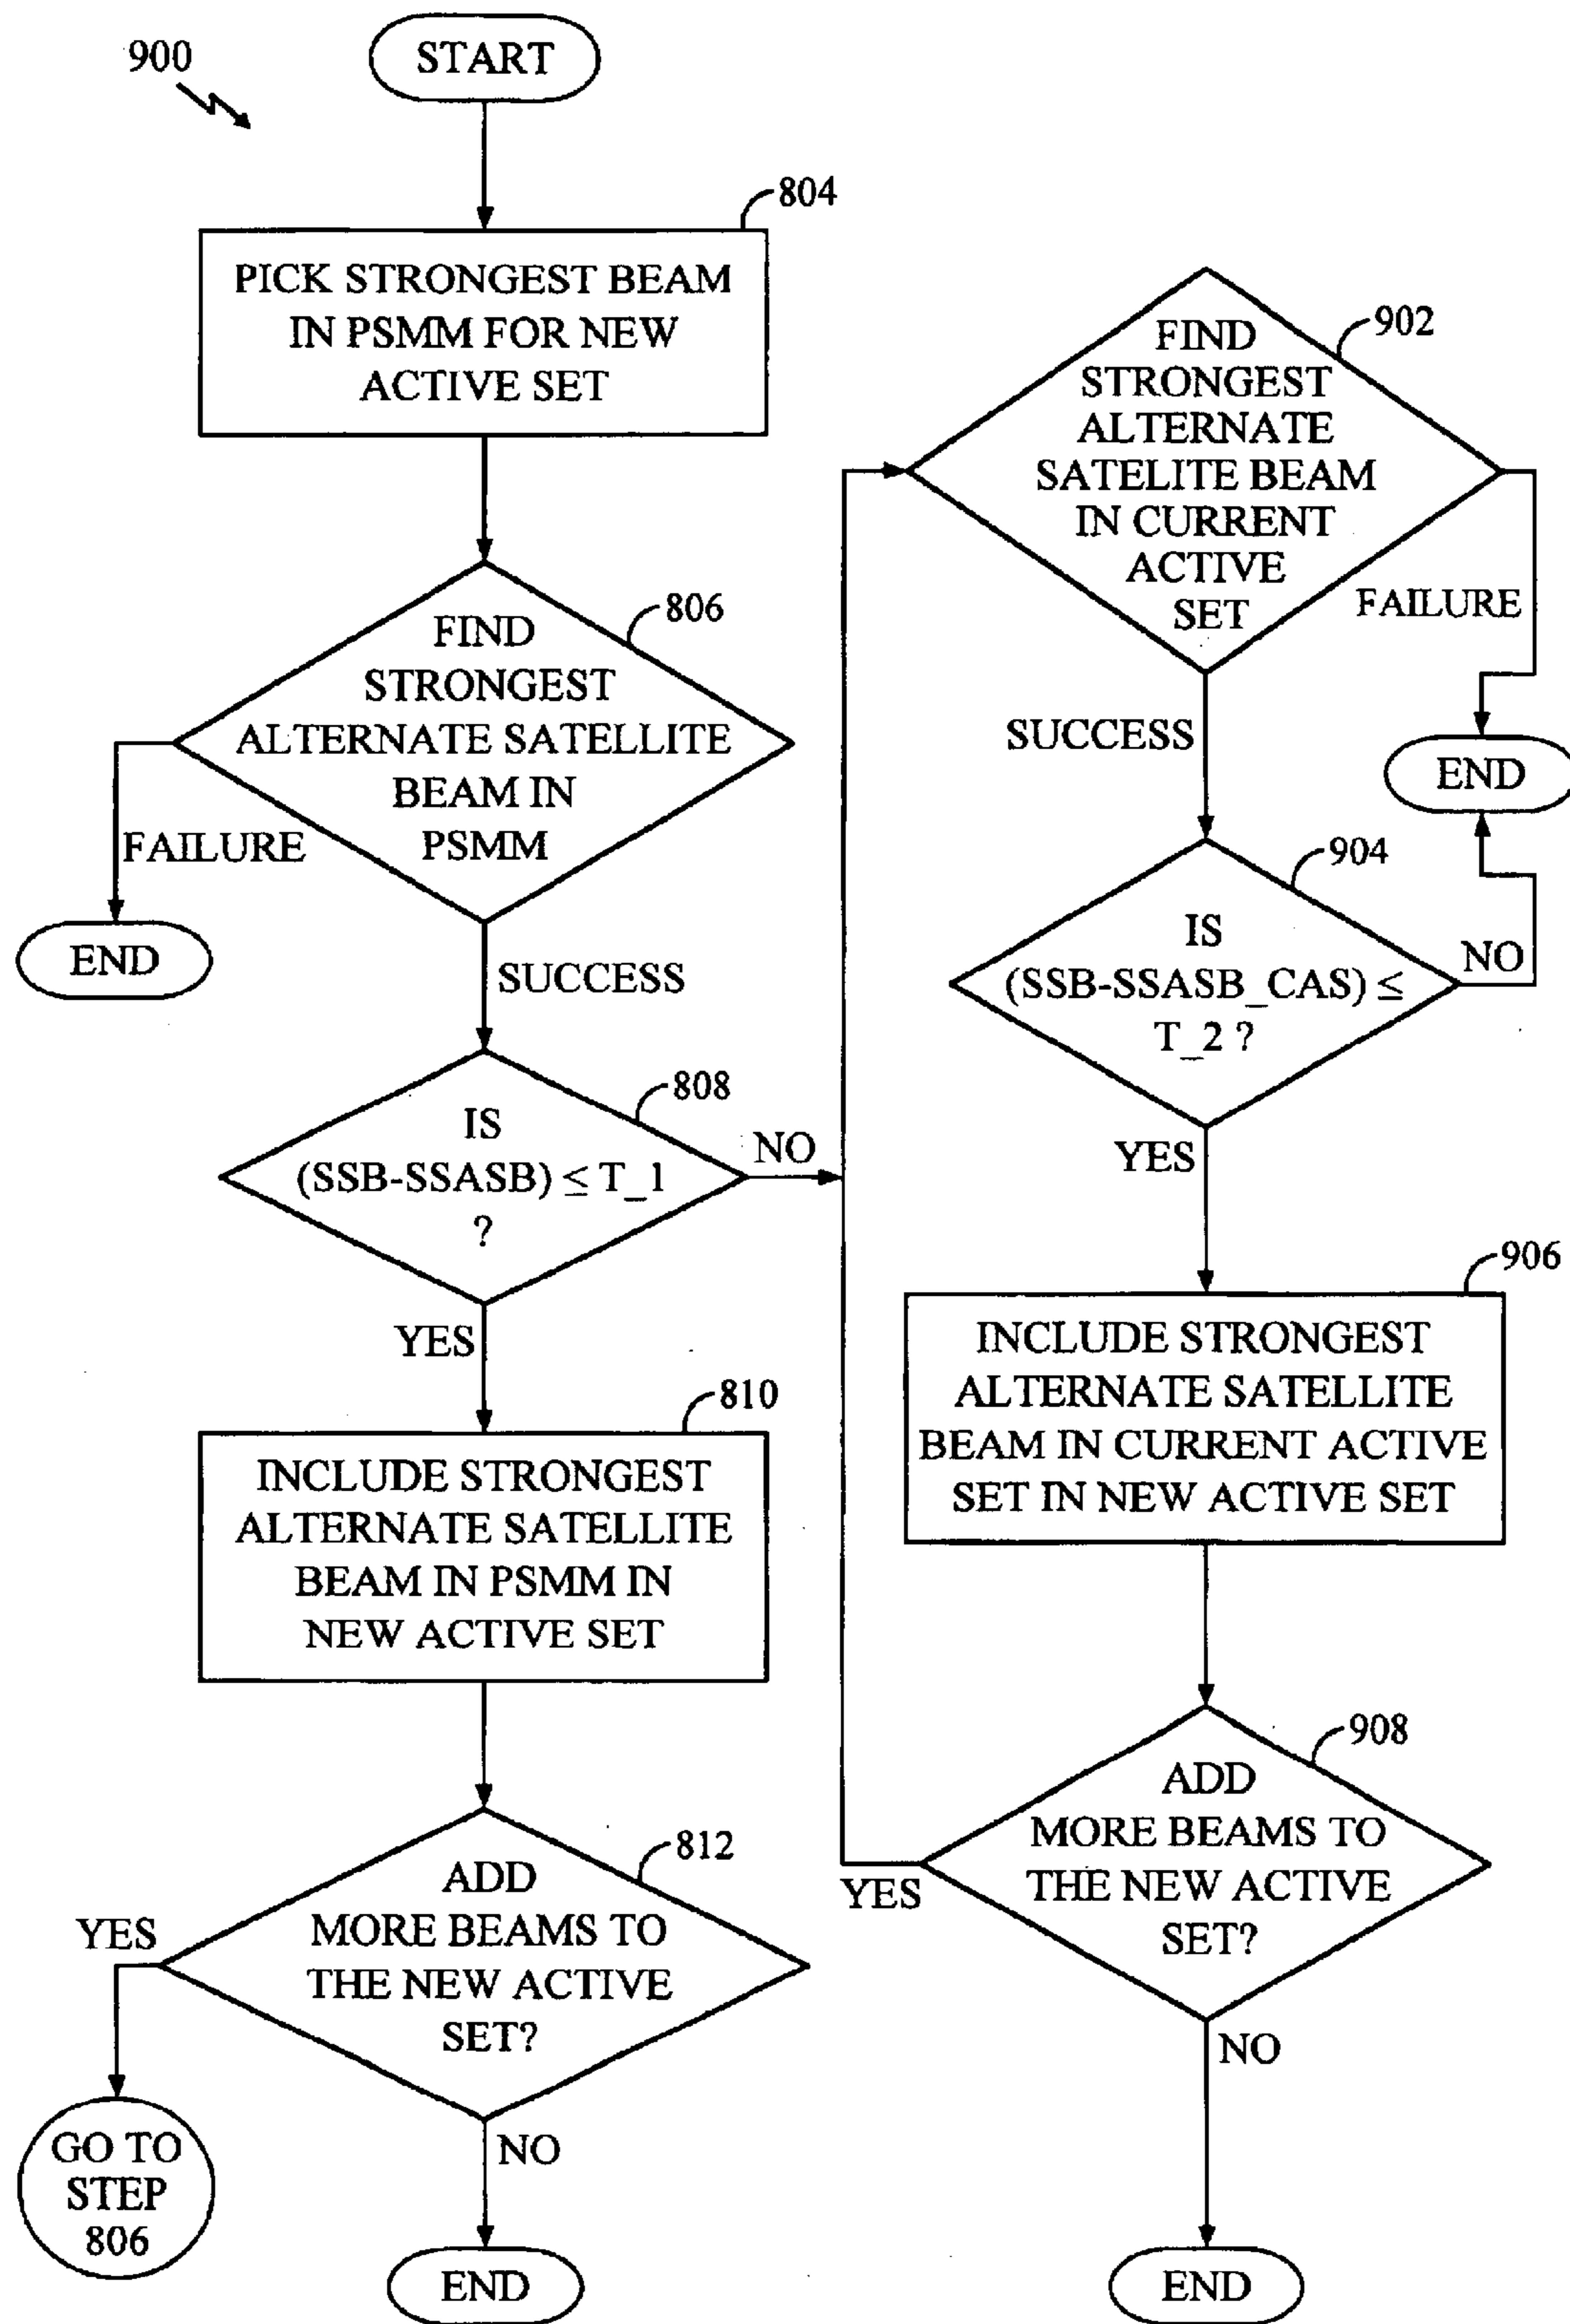 900
START
804
PICK STRONGEST BEAM
IN PSMM FOR NEW
ACTIVE SET
806
FIND
STRONGEST
ALTERNATE SATELLITE
BEAM IN
PSMM
FAILURE
END
SUCCESS
808
IS
(SSB-SSASB) ≤ T_1
?
NO
YES
810
INCLUDE STRONGEST
ALTERNATE SATELLITE
BEAM IN PSMM IN
NEW ACTIVE SET
812
ADD
MORE BEAMS TO
THE NEW ACTIVE
SET?
YES
GO TO
STEP
806
NO
END
902
FIND
STRONGEST
ALTERNATE
SATELITE BEAM
IN CURRENT
ACTIVE
SET
FAILURE
END
SUCCESS
904
IS
(SSB-SSASB_CAS) ≤
T_2 ?
NO
YES
906
INCLUDE STRONGEST
ALTERNATE SATELLITE
BEAM IN CURRENT ACTIVE
SET IN NEW ACTIVE SET
908
ADD
MORE BEAMS TO
THE NEW ACTIVE
SET?
YES
NO
END